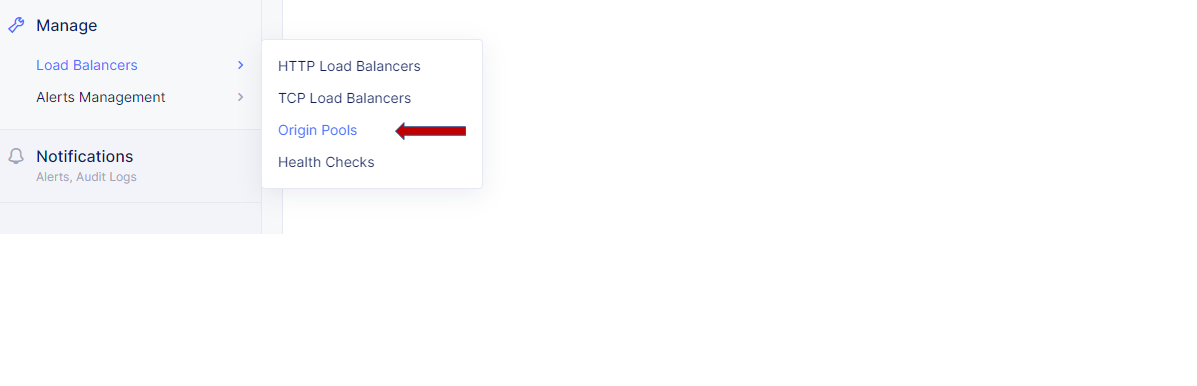 Manage
Load Balancers
Alerts Management
HTTP Load Balancers
TCP Load Balancers
Origin Pools
Health Checks
Notifications
Alerts, Audit Logs